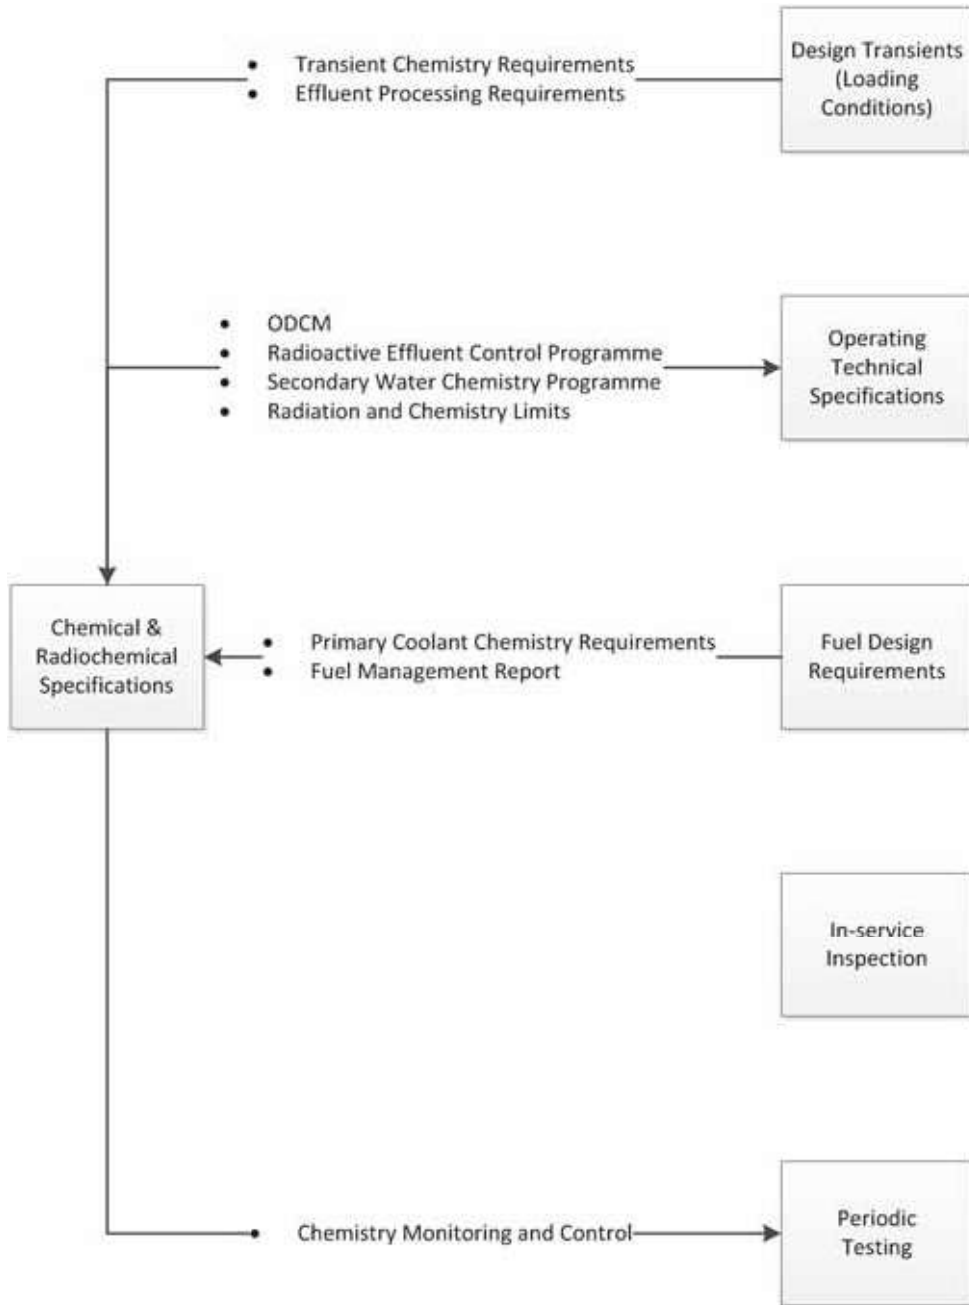 • Transient Chemistry Requirements
• Effluent Processing Requirements
Design Transients
(Loading
Conditions)
• ODCM
• Radioactive Effluent Control Programme
• Secondary Water Chemistry Programme
• Radiation and Chemistry Limits
Operating
Technical
Specifications
Chemical &
Radiochemical
Specifications
• Primary Coolant Chemistry Requirements
• Fuel Management Report
Fuel Design
Requirements
In-service
Inspection
• Chemistry Monitoring and Control
Periodic
Testing